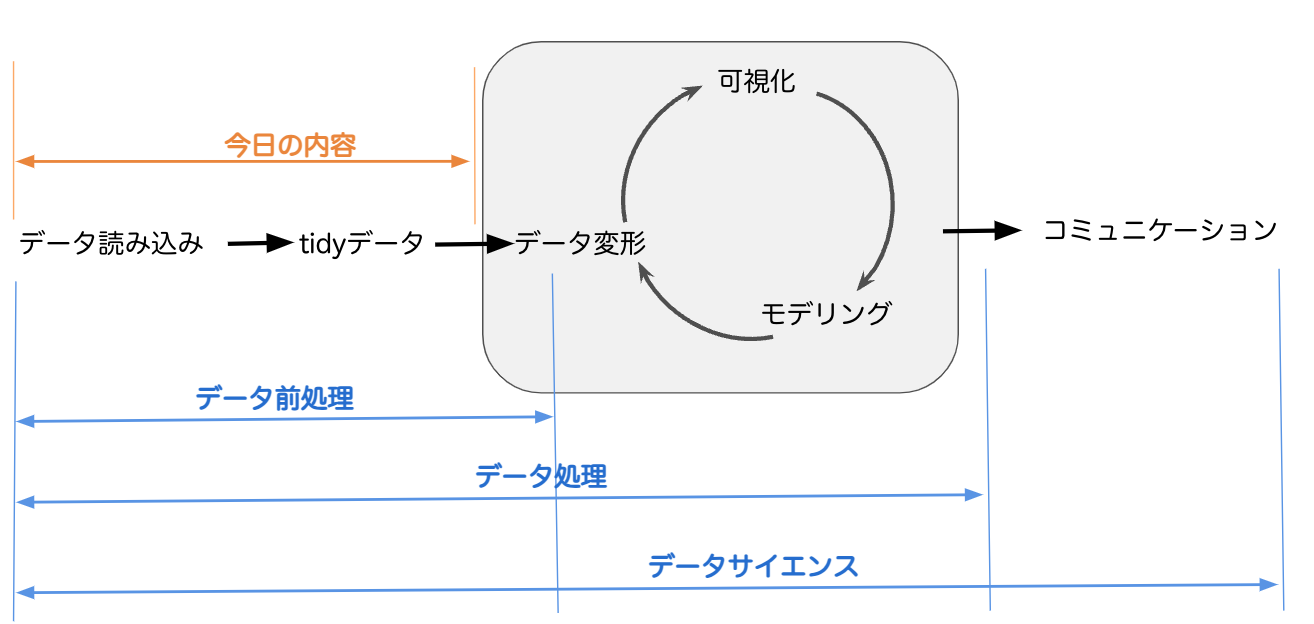 可視化
今日の内容
データ読み込み
tidyデータ
データ変形
コミュニケーション
モデリング
データ前処理
データ処理
データサイエンス